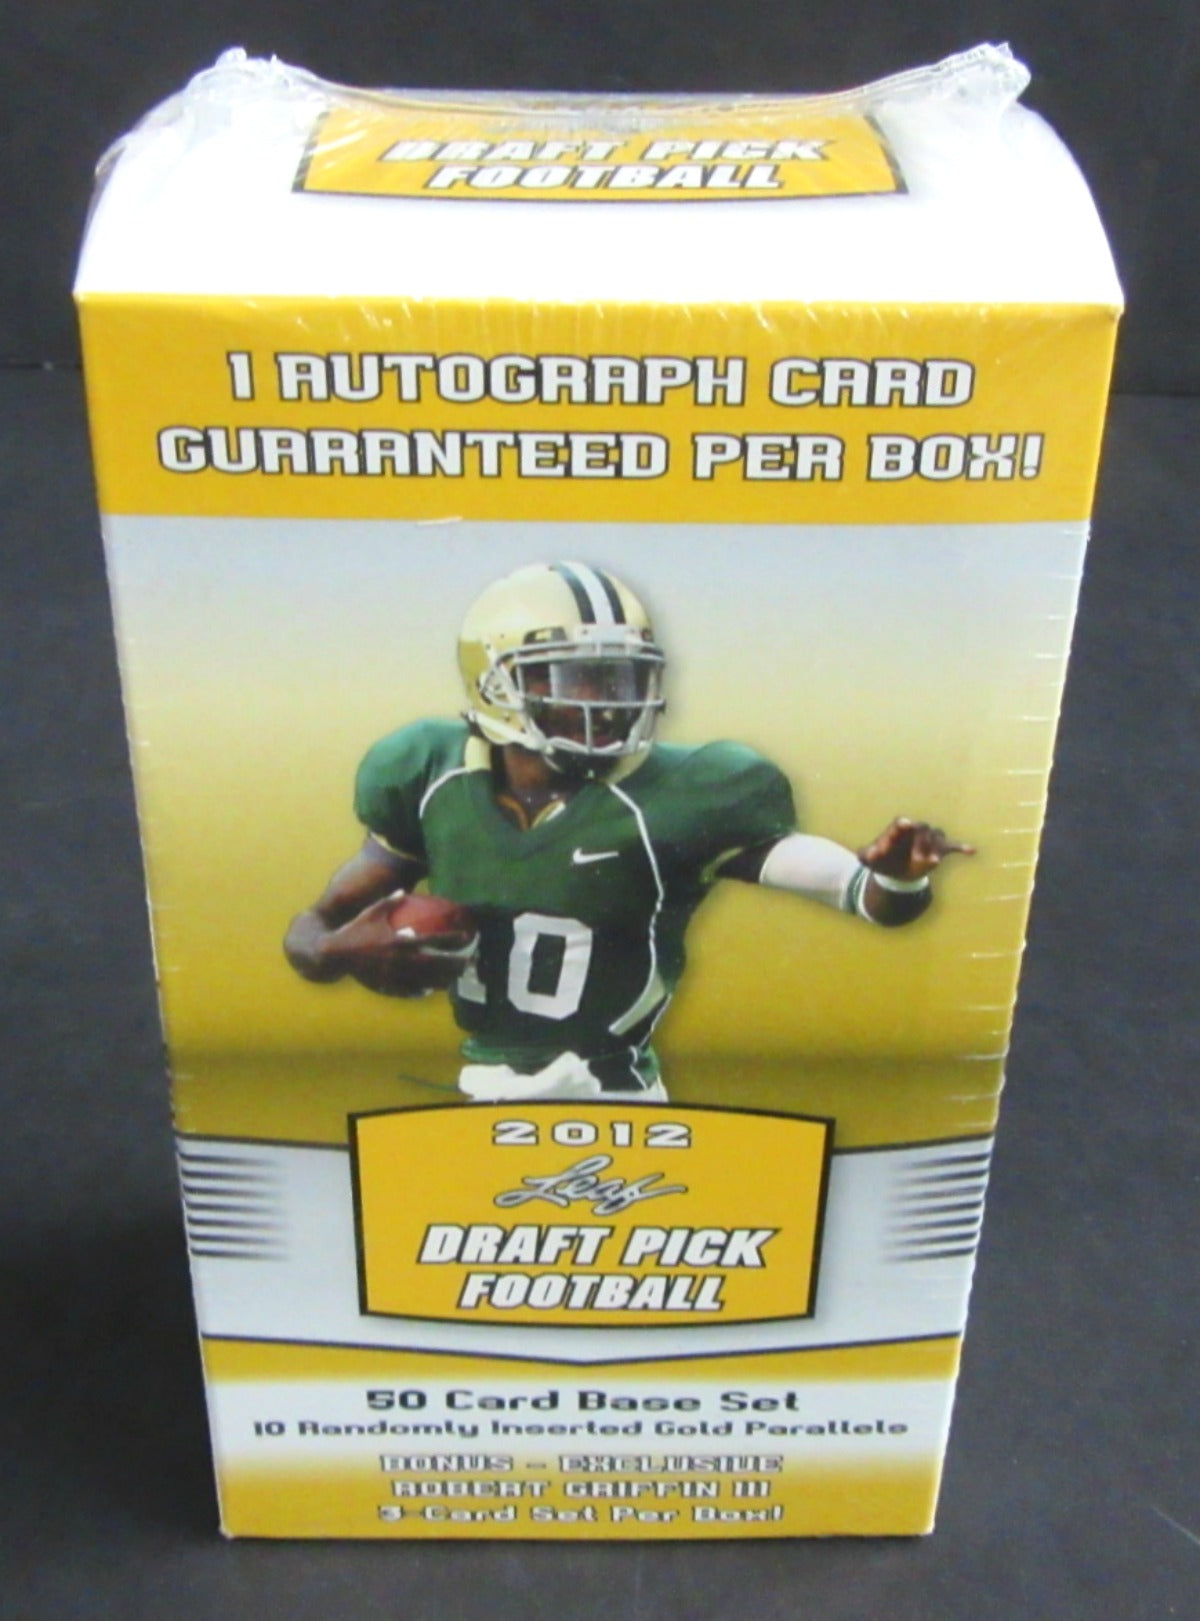 DRAFT PICK
FOOTBALL
1 AUTOGRAPH CARD
GUARANTEED PER BOX!
10
2012
Leaf
DRAFT PICK
FOOTBALL
50 Card Base Set
10 Randomly Inserted Gold Parallels
BONUS - EXCLUSIVE
ROBERT GRIFFIN III
3-Card Set Per Box!